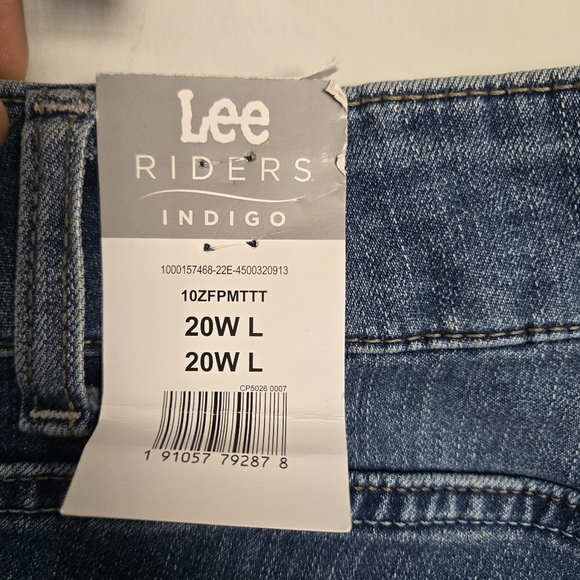 Lee
RIDERS
INDIGO
1000157468-22E-4500320913
10ZFPMTTT
20W L
20W L
CP5026 0007
1 91057 79287 8